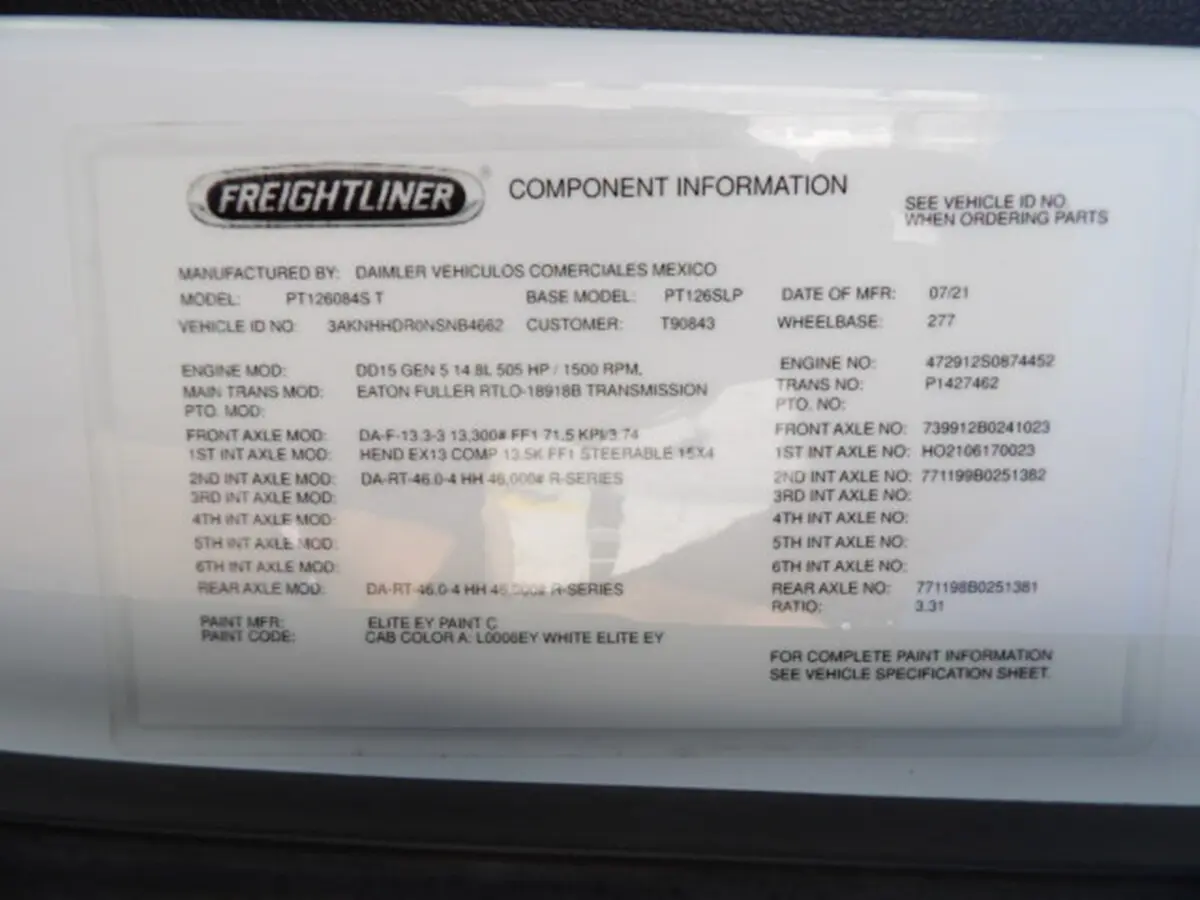 FREIGHTLINER® COMPONENT INFORMATION
SEE VEHICLE ID NO.
WHEN ORDERING PARTS
MANUFACTURED BY: DAIMLER VEHICULOS COMERCIALES MEXICO
MODEL: PT126084S T BASE MODEL: PT126SLP DATE OF MFR: 07/21
VEHICLE ID NO: 3AKNHHDR0NSNB4662 CUSTOMER: T90843 WHEELBASE: 277
ENGINE MOD: DD15 GEN 5 14.8L 505 HP / 1500 RPM, ENGINE NO: 472912S0874452
MAIN TRANS MOD: EATON FULLER RTLO-18918B TRANSMISSION TRANS NO: P1427462
PTO. MOD: PTO. NO:
FRONT AXLE MOD: DA-F-13.3-3 13,300# FF1 71.5 KPI/3.74 FRONT AXLE NO: 739912B0241023
1ST INT AXLE MOD: HEND EX13 COMP 13.5K FF1 STEERABLE 15X4 1ST INT AXLE NO: HO2106170023
2ND INT AXLE MOD: DA-RT-46.0-4 HH 46,000# R-SERIES 2ND INT AXLE NO: 771199B0251382
3RD INT AXLE MOD: 3RD INT AXLE NO:
4TH INT AXLE MOD: 4TH INT AXLE NO:
5TH INT AXLE MOD: 5TH INT AXLE NO:
6TH INT AXLE MOD: 6TH INT AXLE NO:
REAR AXLE MOD: DA-RT-46.0-4 HH 46,000# R-SERIES REAR AXLE NO: 771198B0251381
RATIO: 3.31
PAINT MFR: ELITE EY PAINT C
PAINT CODE: CAB COLOR A: L0006EY WHITE ELITE EY
FOR COMPLETE PAINT INFORMATION
SEE VEHICLE SPECIFICATION SHEET.